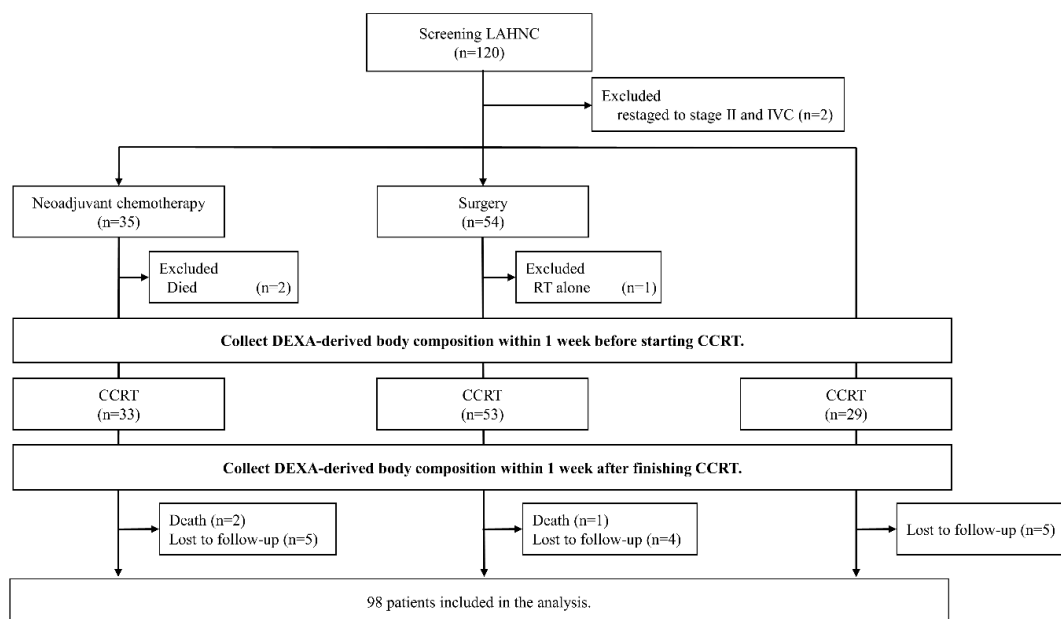 Screening LAHNC
(n=120)
Excluded
restaged to stage II and IVC (n=2)
Neoadjuvant chemotherapy
(n=35)
Surgery
(n=54)
Excluded
Died (n=2)
Excluded
RT alone (n=1)
Collect DEXA-derived body composition within 1 week before starting CCRT.
CCRT
(n=33)
CCRT
(n=53)
CCRT
(n=29)
Collect DEXA-derived body composition within 1 week after finishing CCRT.
Death (n=2)
Lost to follow-up (n=5)
Death (n=1)
Lost to follow-up (n=4)
Lost to follow-up (n=5)
98 patients included in the analysis.